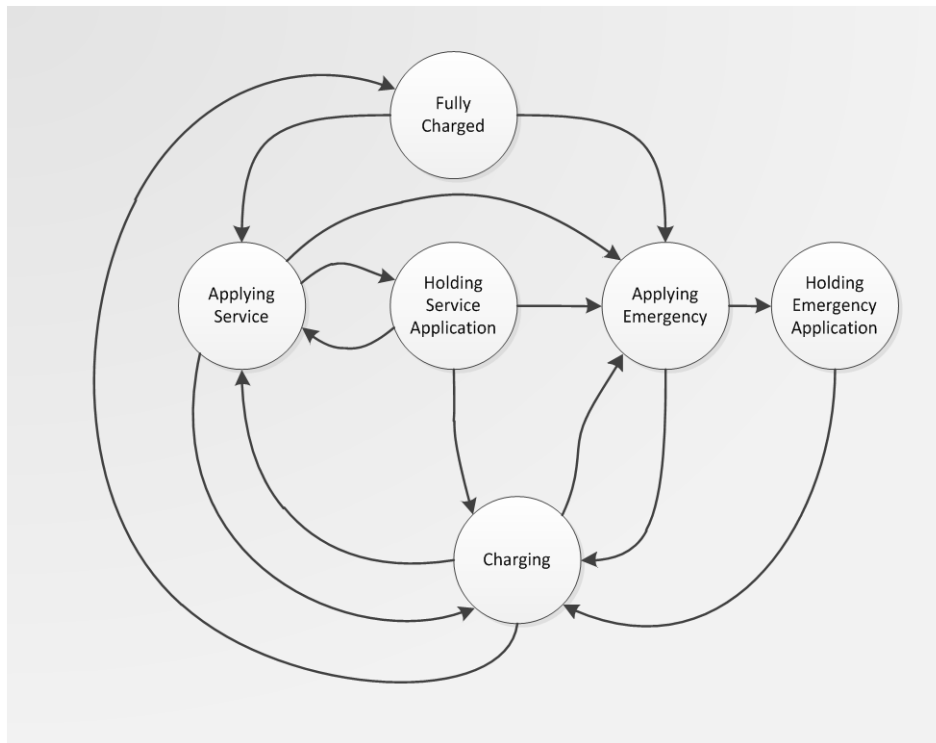 Fully
Charged
Applying
Service
Holding
Service
Application
Applying
Emergency
Holding
Emergency
Application
Charging